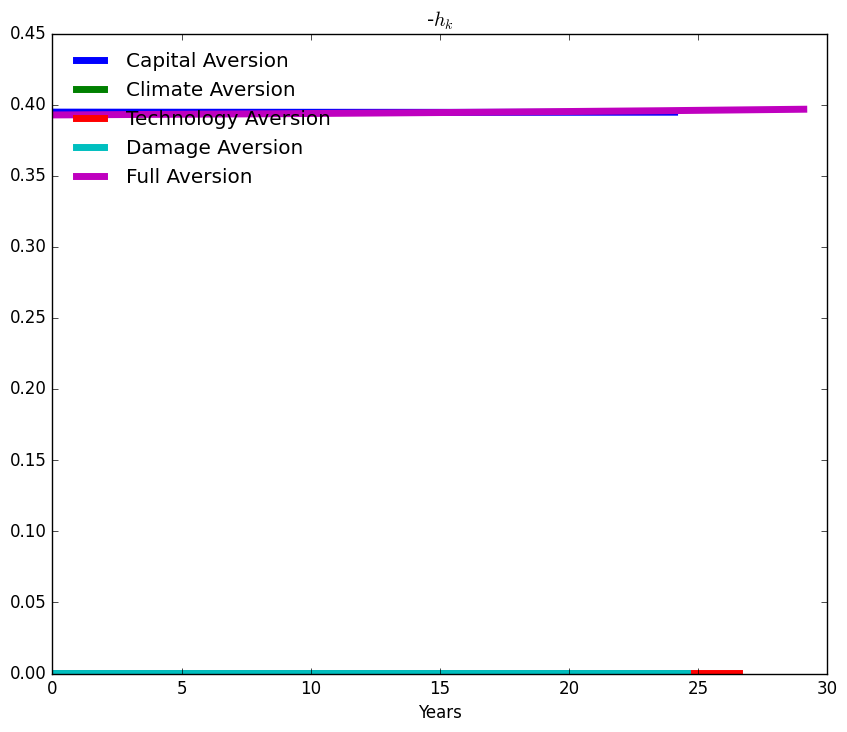 -h_k
0.45
0.40
0.35
0.30
0.25
0.20
0.15
0.10
0.05
0.00
Capital Aversion
Climate Aversion
Technology Aversion
Damage Aversion
Full Aversion
0 5 10 15 20 25 30
Years